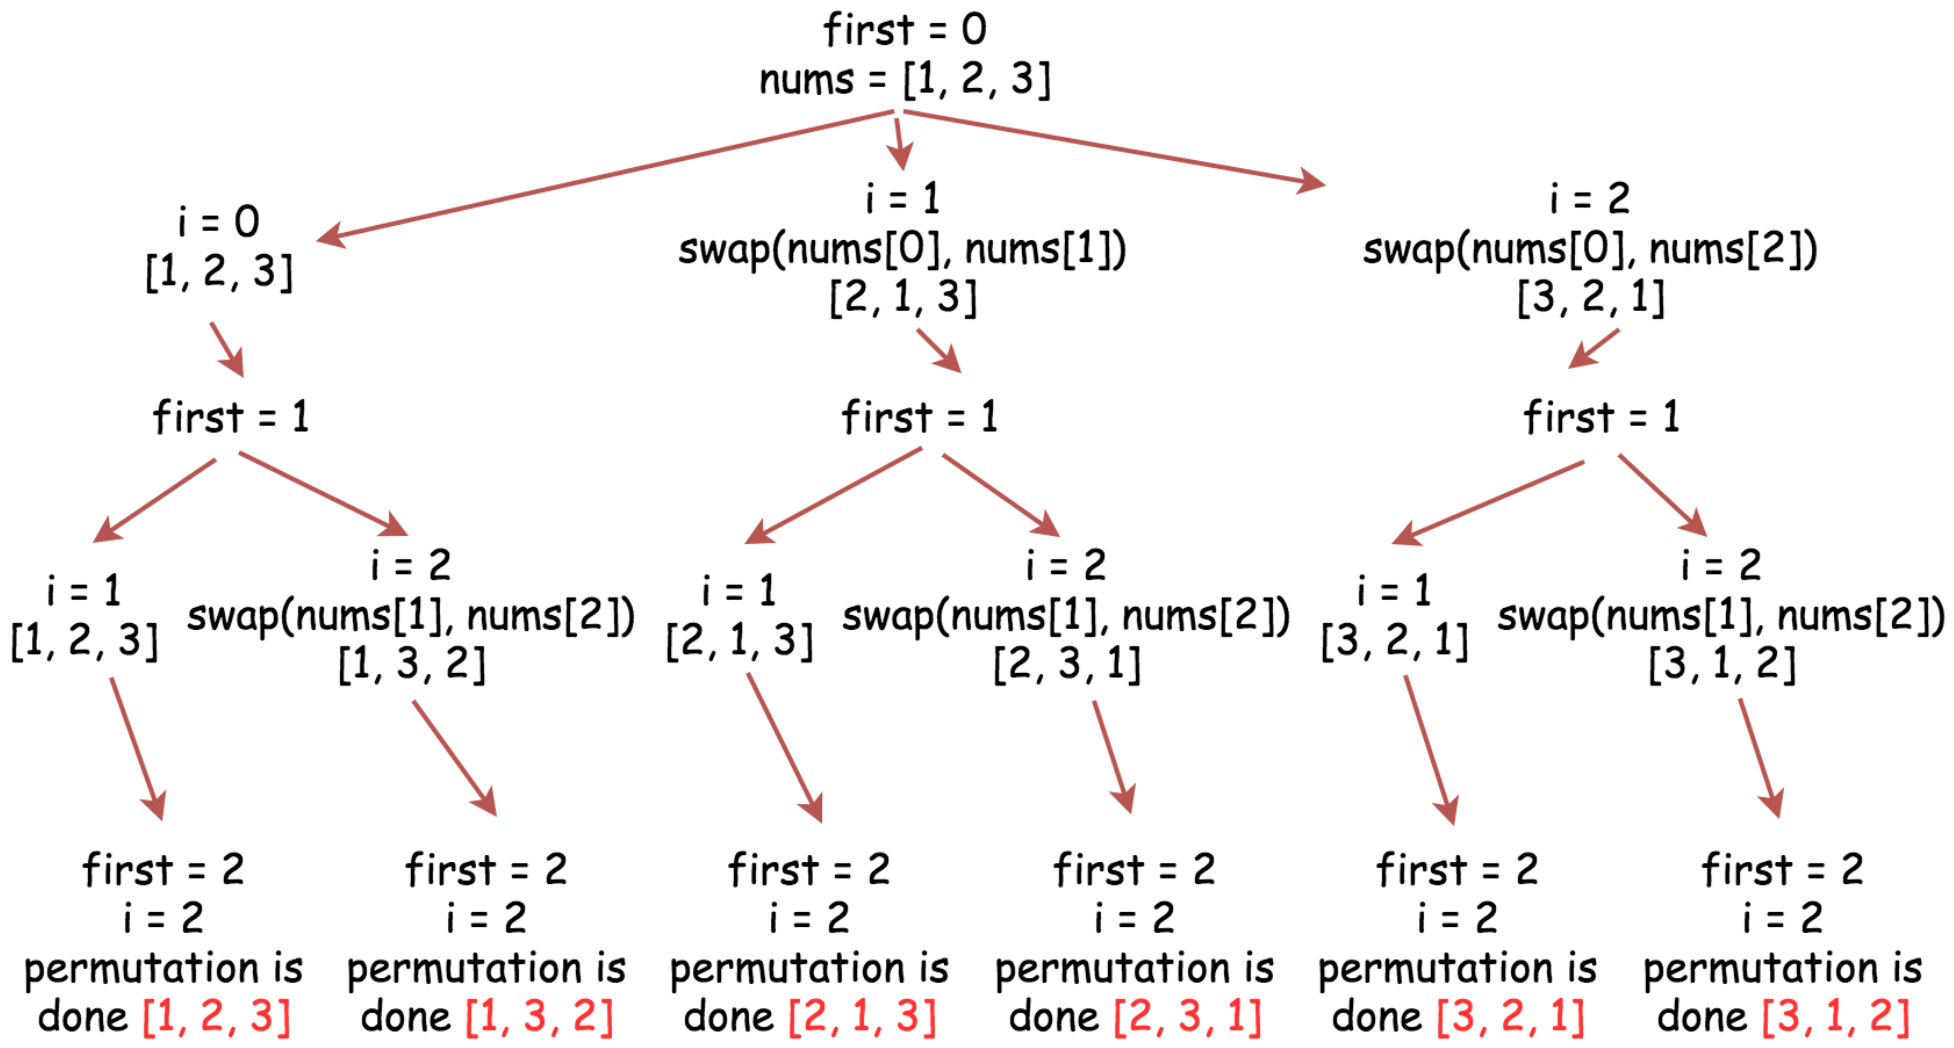 first = 0
nums = [1, 2, 3]
i = 0
[1, 2, 3]
i = 1
swap(nums[0], nums[1])
[2, 1, 3]
i = 2
swap(nums[0], nums[2])
[3, 2, 1]
first = 1
first = 1
first = 1
i = 1
[1, 2, 3]
i = 2
swap(nums[1], nums[2])
[1, 3, 2]
i = 1
[2, 1, 3]
i = 2
swap(nums[1], nums[2])
[2, 3, 1]
i = 1
[3, 2, 1]
i = 2
swap(nums[1], nums[2])
[3, 1, 2]
first = 2
i = 2
permutation is
done [1, 2, 3]
first = 2
i = 2
permutation is
done [1, 3, 2]
first = 2
i = 2
permutation is
done [2, 1, 3]
first = 2
i = 2
permutation is
done [2, 3, 1]
first = 2
i = 2
permutation is
done [3, 2, 1]
first = 2
i = 2
permutation is
done [3, 1, 2]